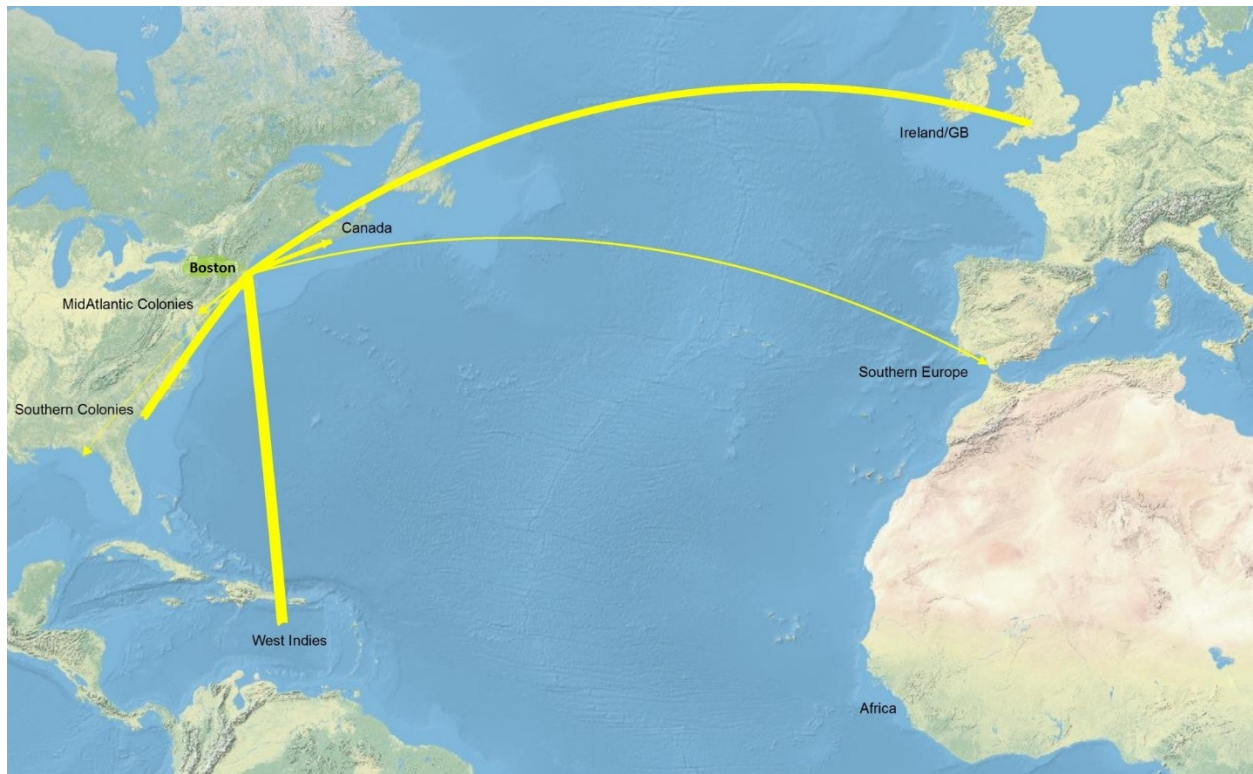 Ireland/GB
Canada
Boston
MidAtlantic Colonies
Southern Europe
Southern Colonies
West Indies
Africa